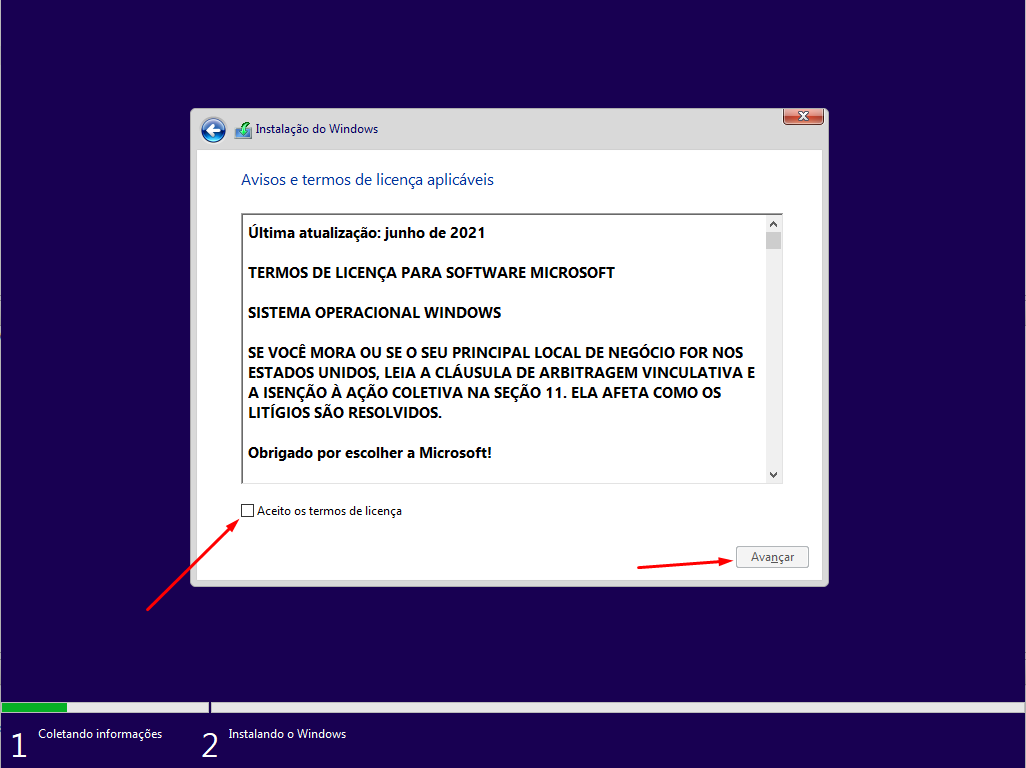 Instalação do Windows
Avisos e termos de licença aplicáveis
Última atualização: junho de 2021
TERMOS DE LICENÇA PARA SOFTWARE MICROSOFT
SISTEMA OPERACIONAL WINDOWS
SE VOCÊ MORA OU SE O SEU PRINCIPAL LOCAL DE NEGÓCIO FOR NOS
ESTADOS UNIDOS, LEIA A CLÁUSULA DE ARBITRAGEM VINCULATIVA E
A ISENÇÃO À AÇÃO COLETIVA NA SEÇÃO 11. ELA AFETA COMO OS
LITÍGIOS SÃO RESOLVIDOS.
Obrigado por escolher a Microsoft!
Aceito os termos de licença
Avançar
1 Coletando informações
2 Instalando o Windows